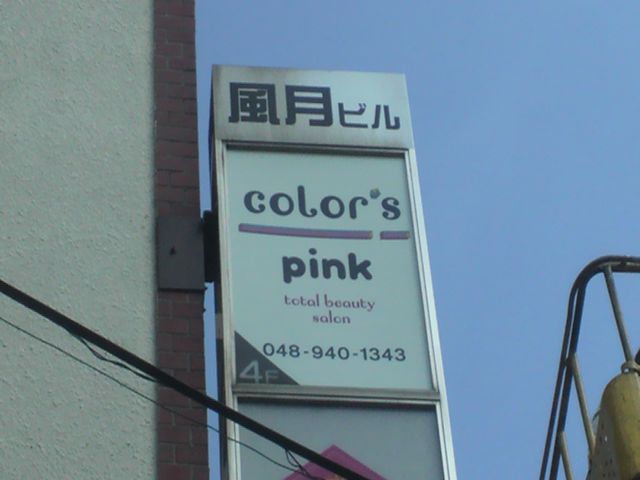 風月ビル
color's
pink
total beauty
salon
048-940-1343
4F